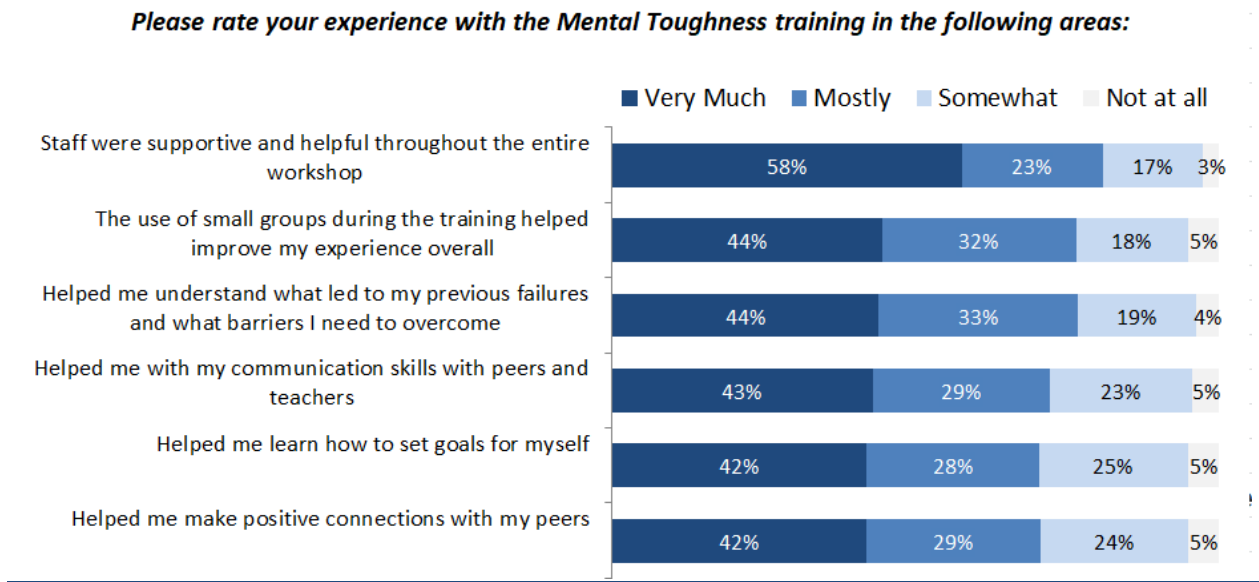 Please rate your experience with the Mental Toughness training in the following areas:
Very Much Mostly Somewhat Not at all
Staff were supportive and helpful throughout the entire
workshop
58% 23% 17% 3%
The use of small groups during the training helped
improve my experience overall
44% 32% 18% 5%
Helped me understand what led to my previous failures
and what barriers I need to overcome
44% 33% 19% 4%
Helped me with my communication skills with peers and
teachers
43% 29% 23% 5%
Helped me learn how to set goals for myself
42% 28% 25% 5%
Helped me make positive connections with my peers
42% 29% 24% 5%